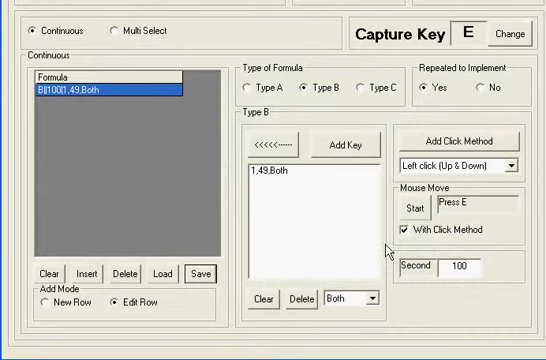 Continuous Multi Select
Capture Key E Change
Continuous
Formula
B||100|1,49,Both
Clear Insert Delete Load Save
Add Mode
New Row Edit Row
Type of Formula
Type A Type B Type C
Repeated to Implement
Yes No
Type B
<<<<<------ Add Key
1,49,Both
Clear Delete Both
Add Click Method
Left click (Up & Down)
Mouse Move
Start Press E
With Click Method
Second 100